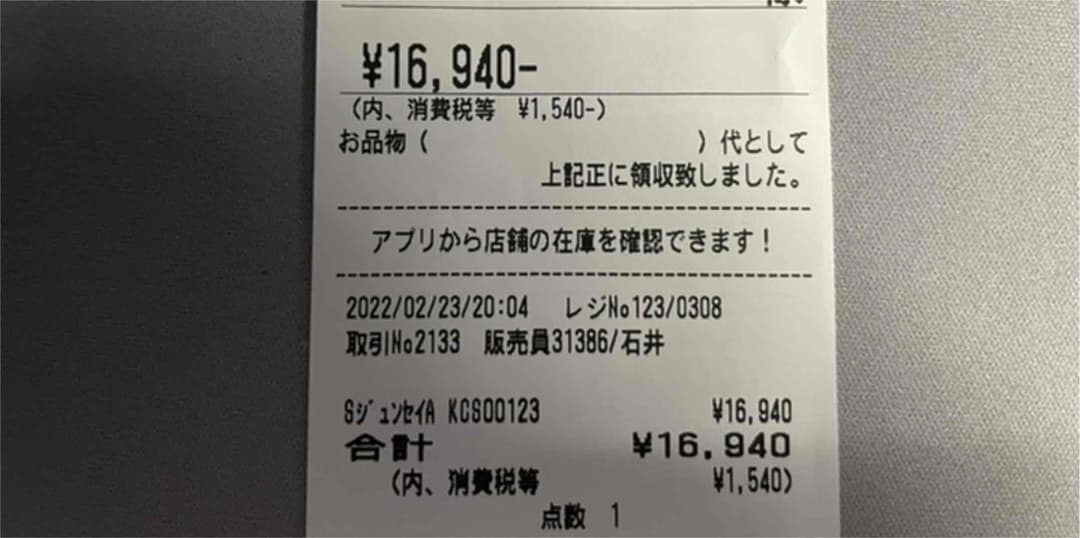 ¥16,940-
(内、消費税等 ¥1,540-)
お品物( )代として
上記正に領収致しました。
アプリから店舗の在庫を確認できます!
2022/02/23/20:04 レジNo123/0308
取引No2133 販売員31386/石井
Sジュンセイ A KCS00123 ¥16,940
合計 ¥16,940
(内、消費税等 ¥1,540)
点数 1